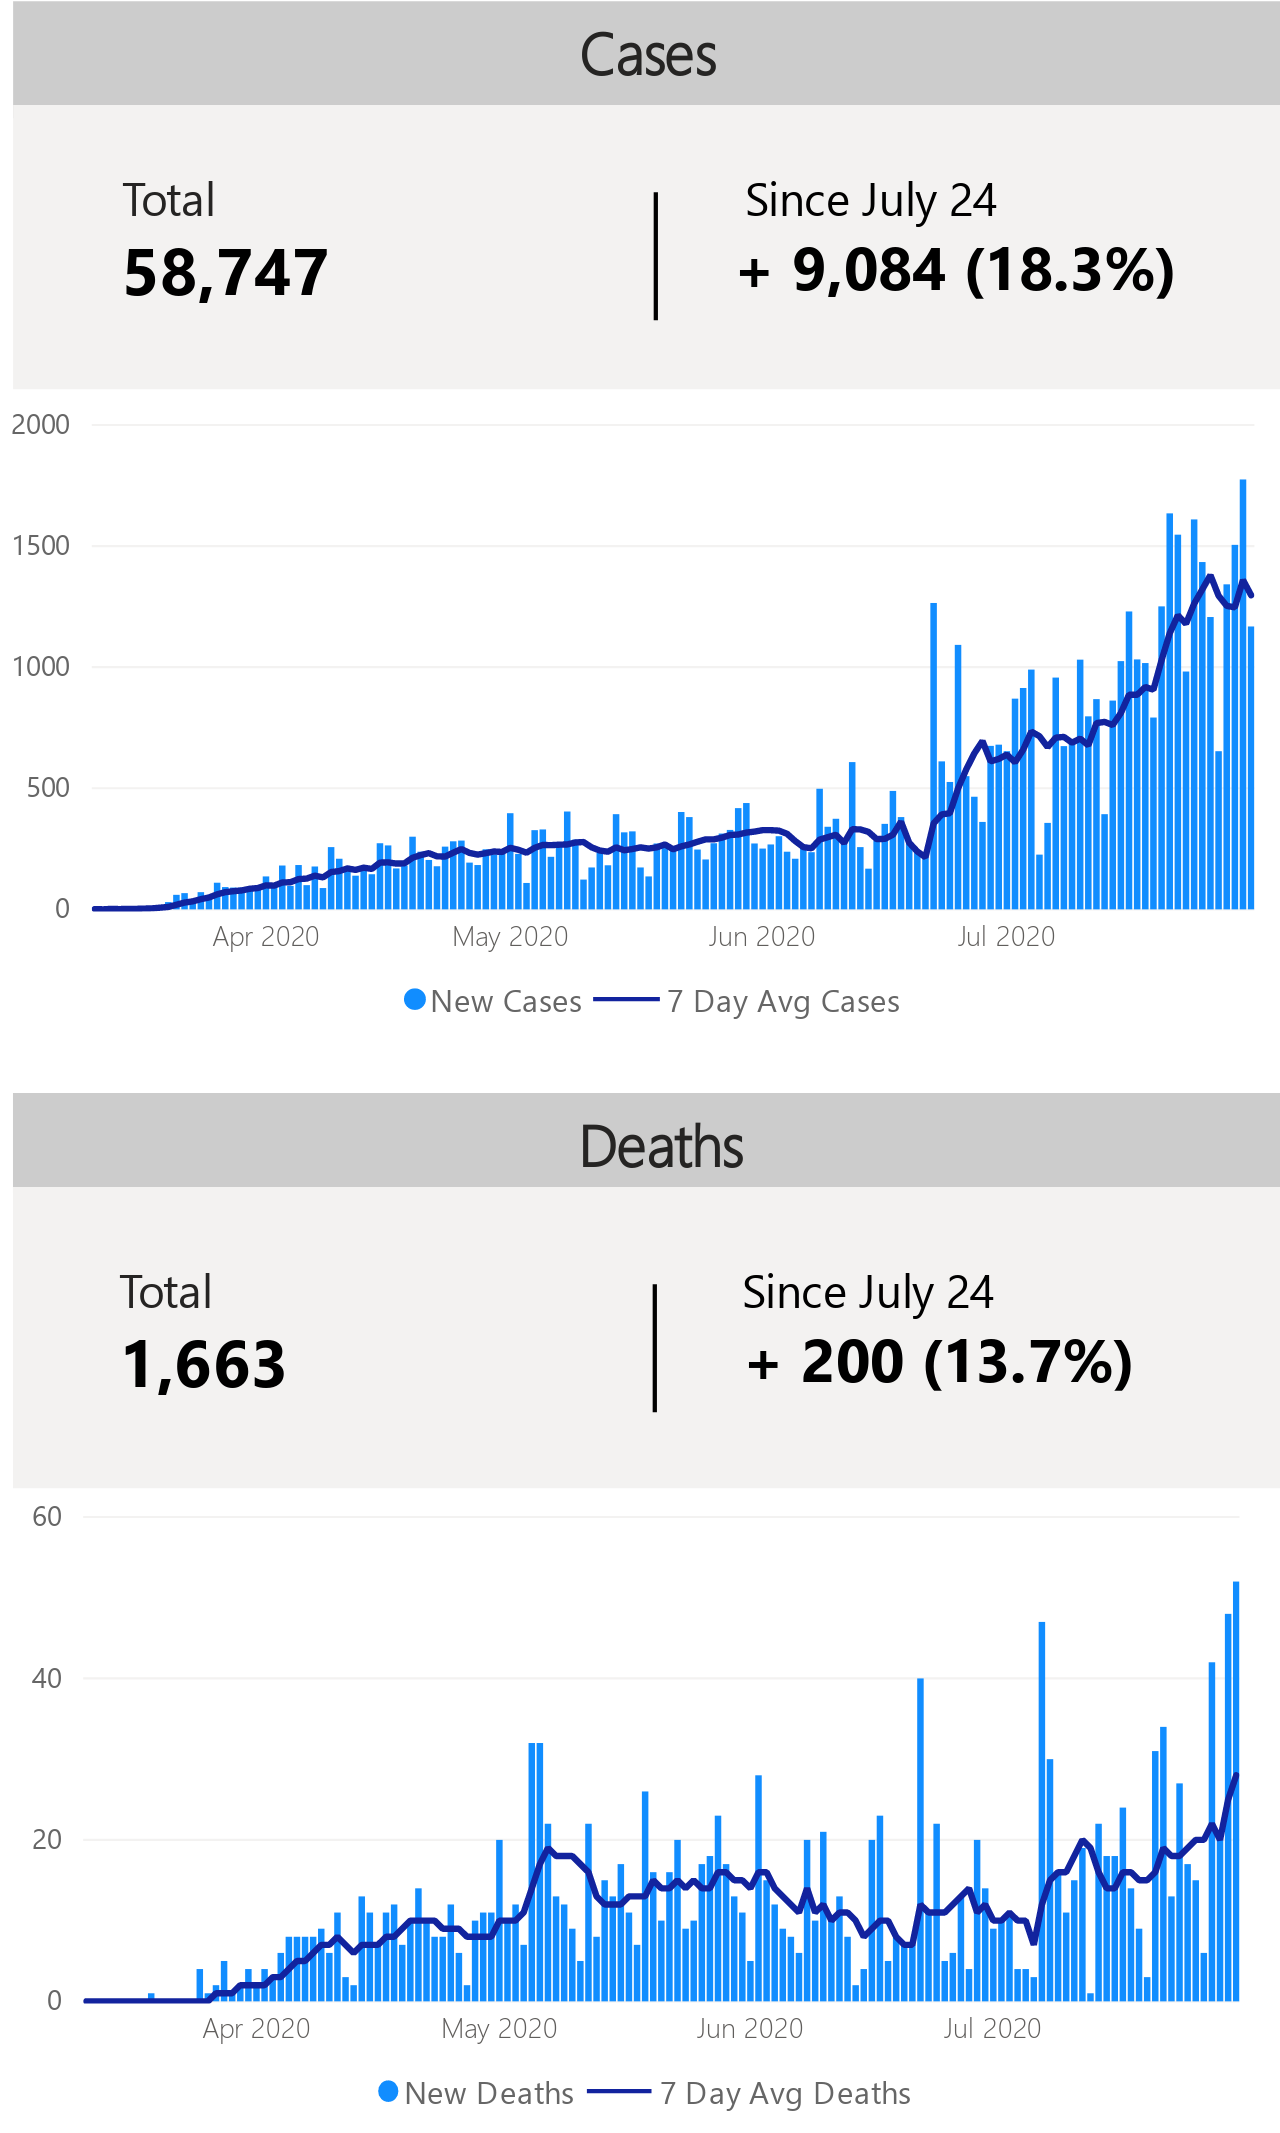 Cases
Total
Since July 24
58,747
+ 9,084 (18.3%)
2000
1500
1000
500
0
Apr 2020
May 2020
Jun 2020
Jul 2020
New Cases
7 Day Avg Cases
Deaths
Total
Since July 24
1,663
+ 200 (13.7%)
60
40
20
0
Apr 2020
May 2020
Jun 2020
Jul 2020
New Deaths
7 Day Avg Deaths